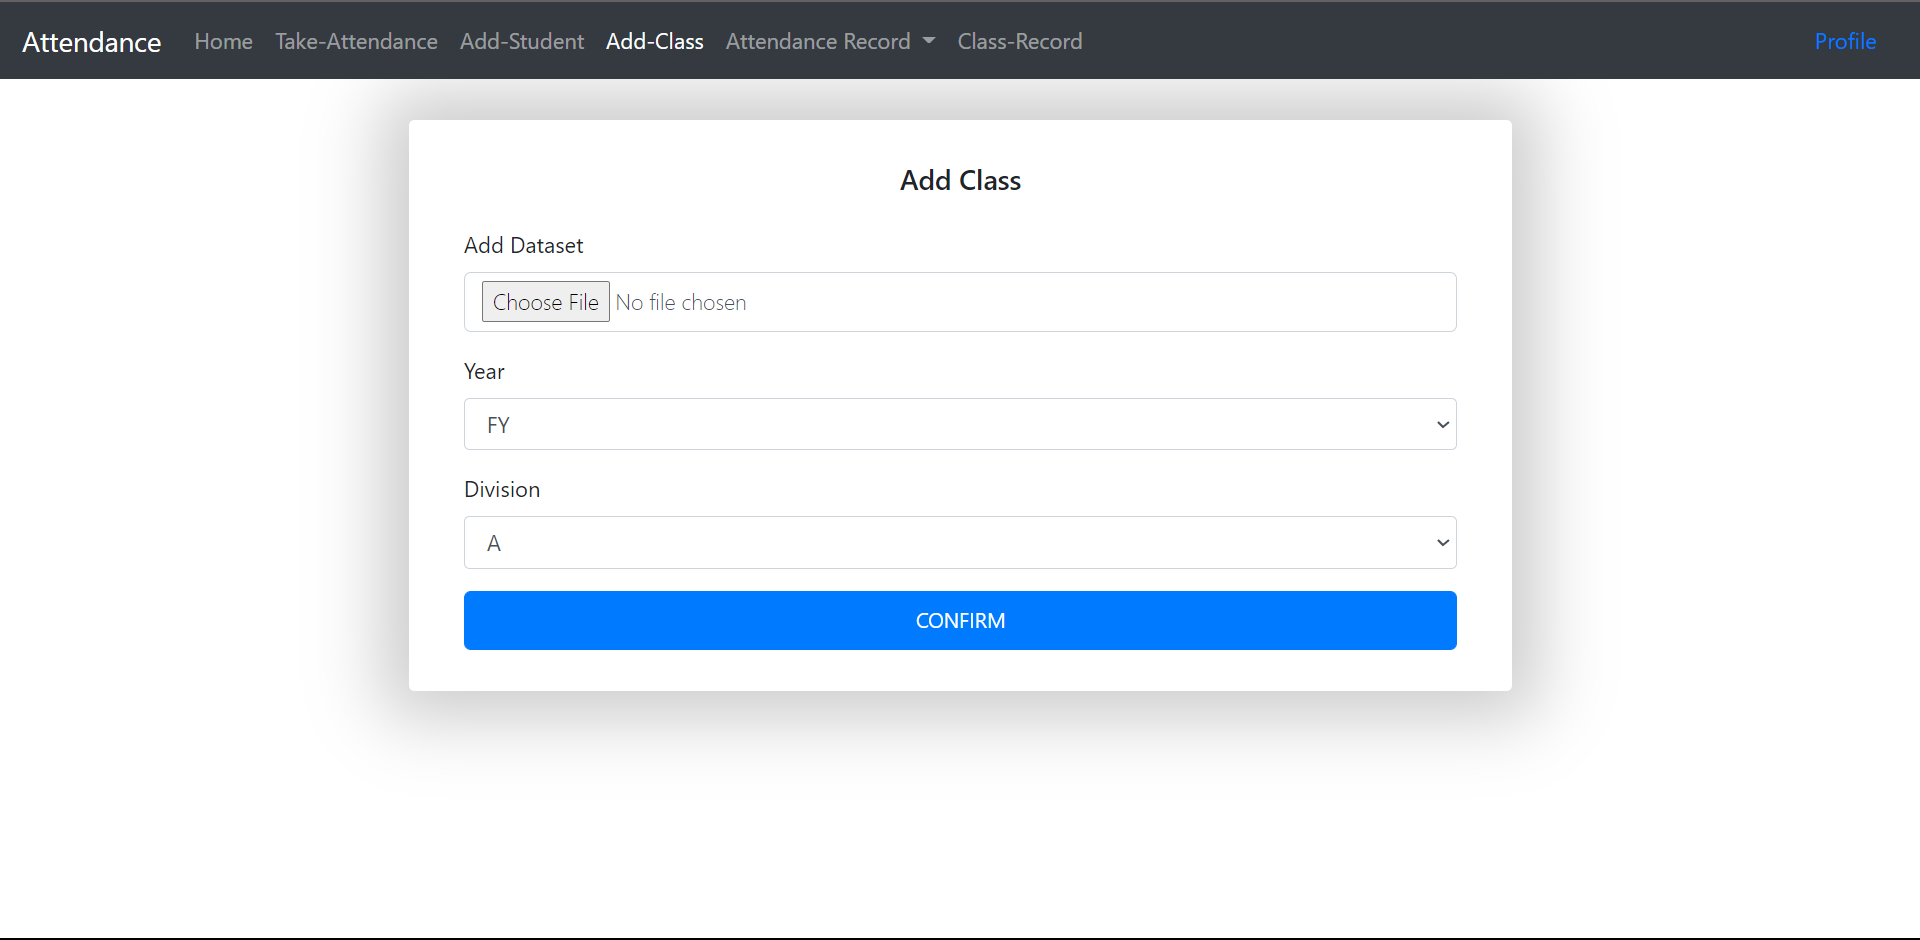 Attendance Home Take-Attendance Add-Student Add-Class Attendance Record Class-Record Profile
Add Class
Add Dataset
Choose File No file chosen
Year
FY
Division
A
CONFIRM